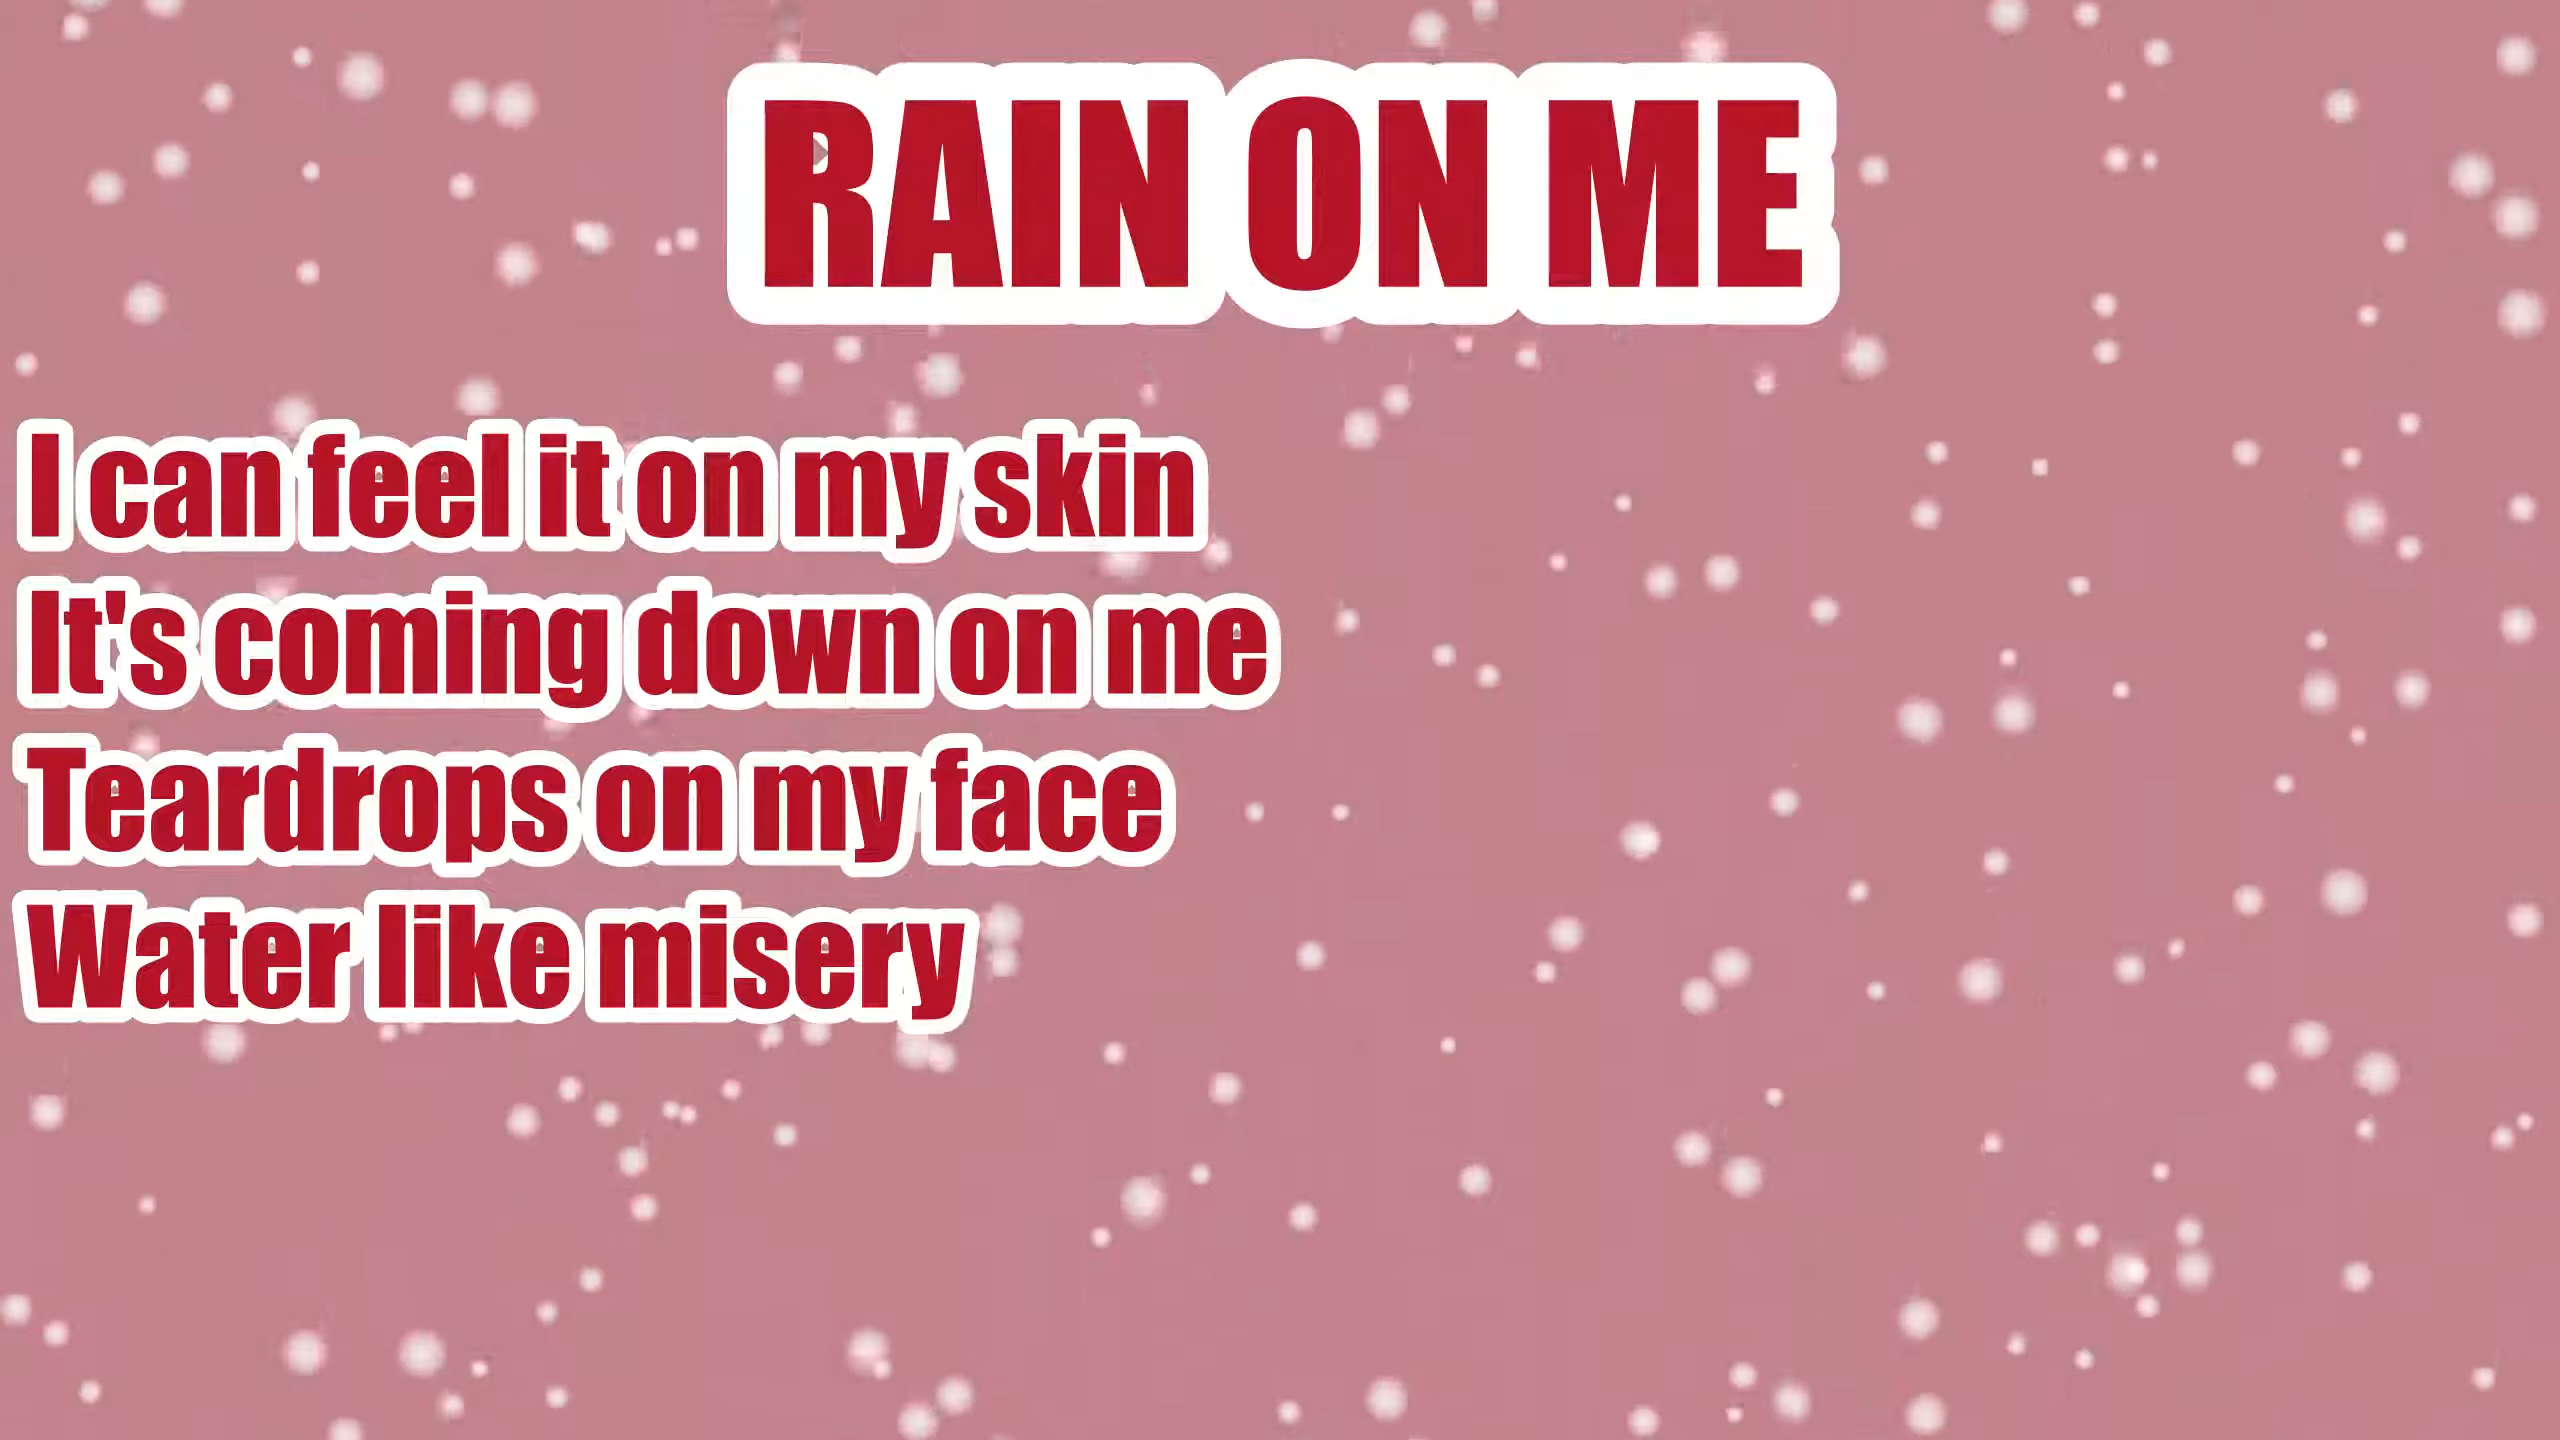 RAIN ON ME
I can feel it on my skin
It's coming down on me
Teardrops on my face
Water like misery